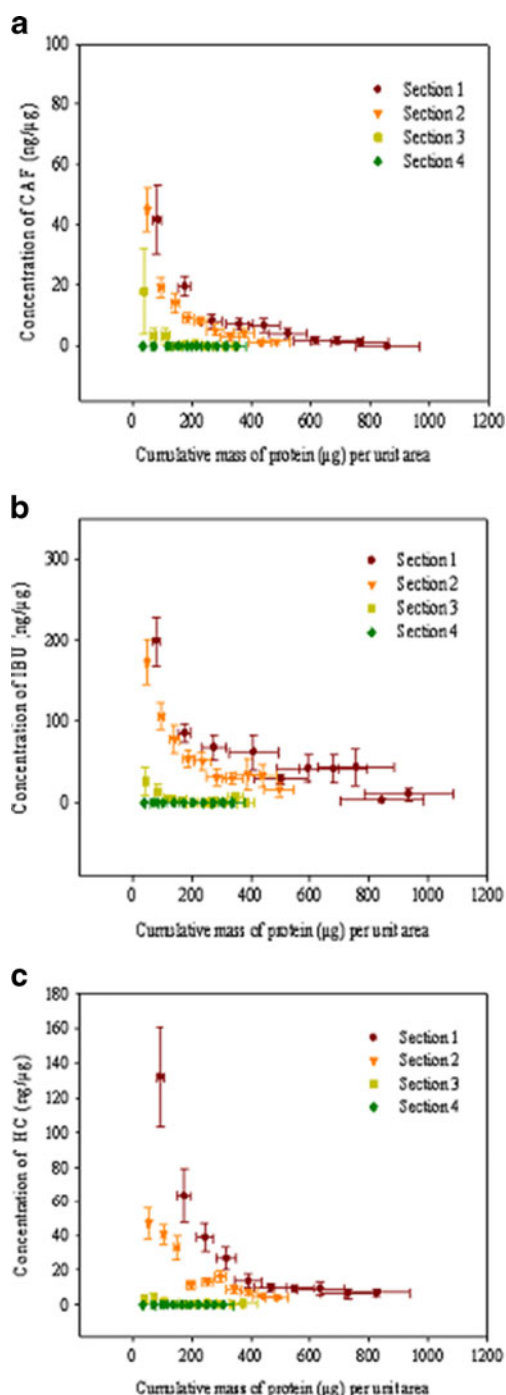 a
100
80
60
40
20
0
Concentration of CAF (ng/µg)
Section 1
Section 2
Section 3
Section 4
0 200 400 600 800 1000 1200
Cumulative mass of protein (µg) per unit area
b
300
200
100
0
Concentration of IBU (ng/µg)
Section 1
Section 2
Section 3
Section 4
0 200 400 600 800 1000 1200
Cumulative mass of protein (µg) per unit area
c
180
160
140
120
100
80
60
40
20
0
Concentration of HC (ng/µg)
Section 1
Section 2
Section 3
Section 4
0 200 400 600 800 1000 1200
Cumulative mass of protein (µg) per unit area